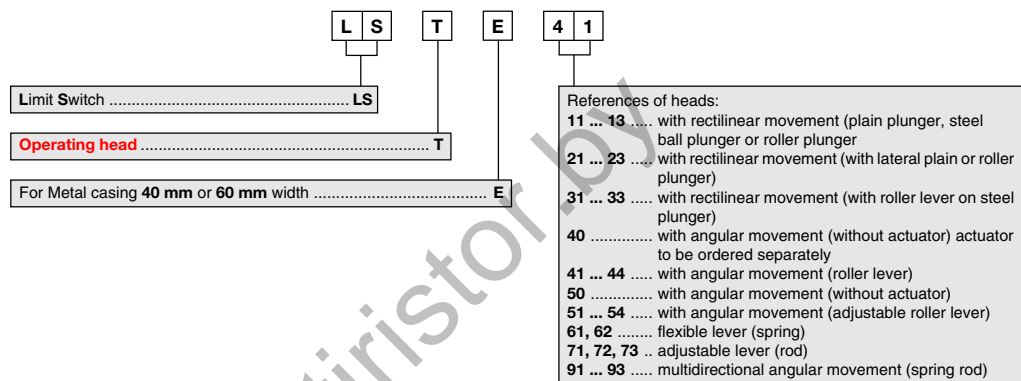 L S T E 4 1
Limit Switch ...................................................... LS
Operating head ................................................................ T
For Metal casing 40 mm or 60 mm width ....................................... E
References of heads:
11 ... 13 ..... with rectilinear movement (plain plunger, steel
ball plunger or roller plunger
21 ... 23 ..... with rectilinear movement (with lateral plain or roller
plunger)
31 ... 33 ..... with rectilinear movement (with roller lever on steel
plunger)
40 .............. with angular movement (without actuator) actuator
to be ordered separately
41 ... 44 ..... with angular movement (roller lever)
50 .............. with angular movement (without actuator)
51 ... 54 ..... with angular movement (adjustable roller lever)
61, 62 ........ flexible lever (spring)
71, 72, 73 .. adjustable lever (rod)
91 ... 93 ..... multidirectional angular movement (spring rod)
tiristor.by